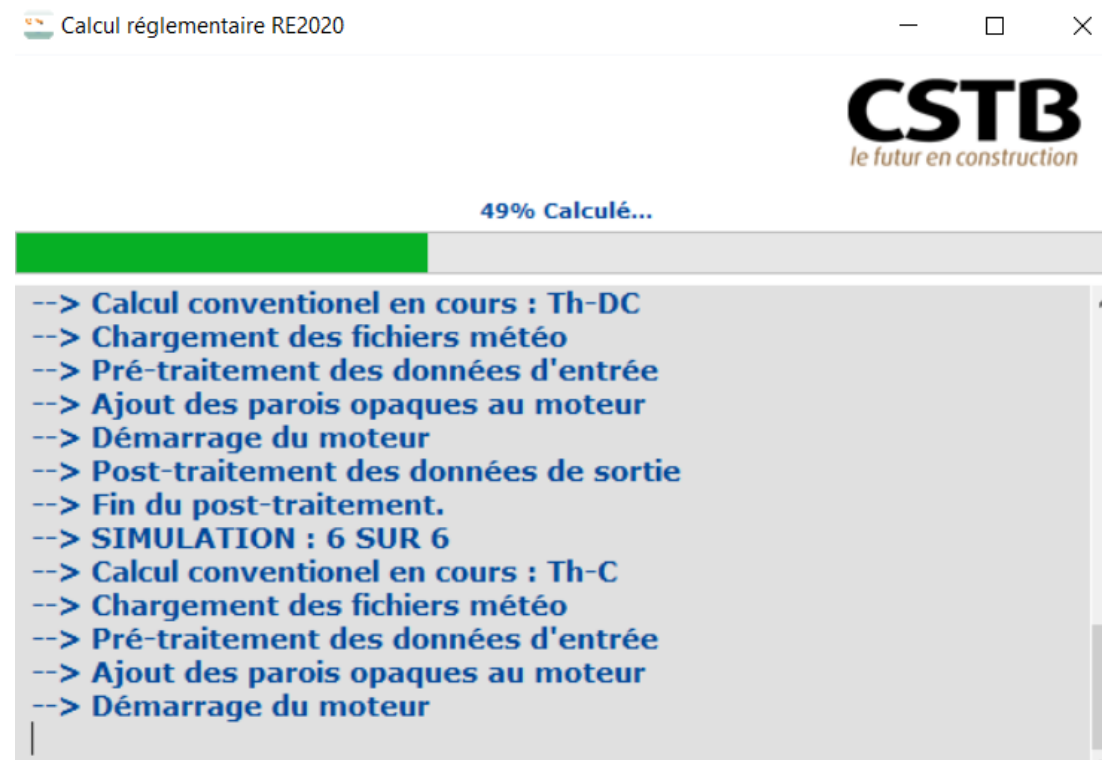 Calcul réglementaire RE2020
CSTB
le futur en construction
49% Calculé...
--> Calcul conventionel en cours : Th-DC
--> Chargement des fichiers météo
--> Pré-traitement des données d'entrée
--> Ajout des parois opaques au moteur
--> Démarrage du moteur
--> Post-traitement des données de sortie
--> Fin du post-traitement.
--> SIMULATION : 6 SUR 6
--> Calcul conventionel en cours : Th-C
--> Chargement des fichiers météo
--> Pré-traitement des données d'entrée
--> Ajout des parois opaques au moteur
--> Démarrage du moteur